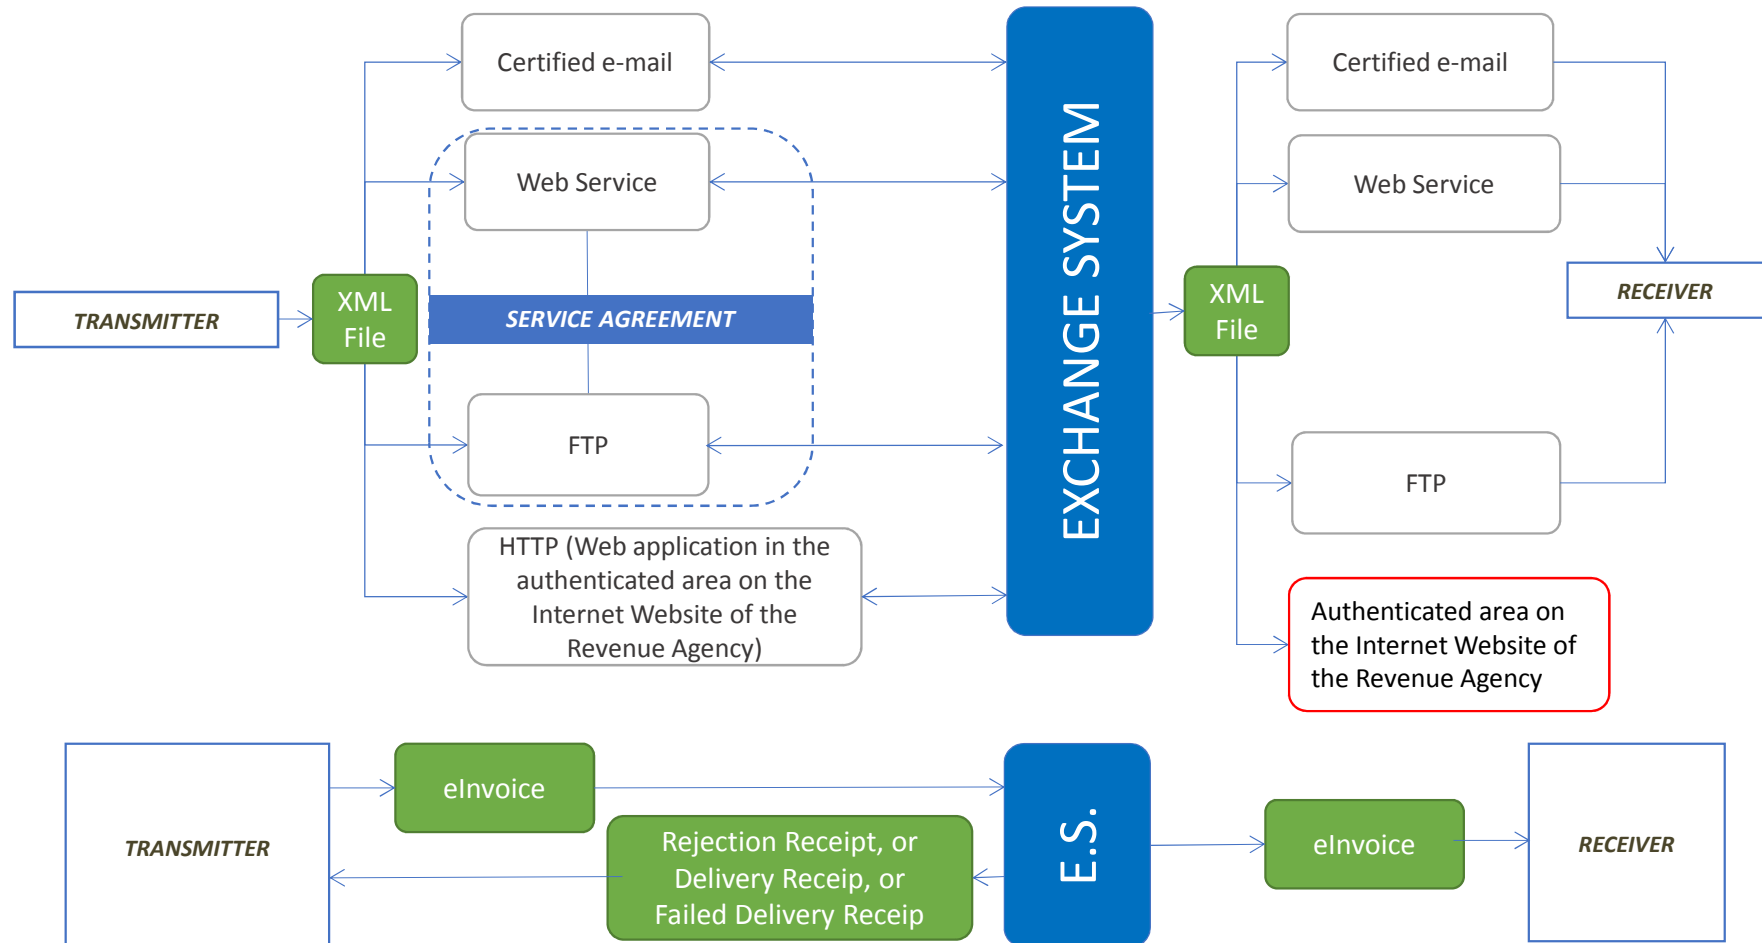 Certified e-mail
Web Service
TRANSMITTER
XML
File
SERVICE AGREEMENT
FTP
HTTP (Web application in the
authenticated area on the
Internet Website of the
Revenue Agency)
EXCHANGE SYSTEM
Certified e-mail
Web Service
XML
File
RECEIVER
FTP
Authenticated area on
the Internet Website of
the Revenue Agency
TRANSMITTER
eInvoice
Rejection Receipt, or
Delivery Receip, or
Failed Delivery Receip
E.S.
eInvoice
RECEIVER